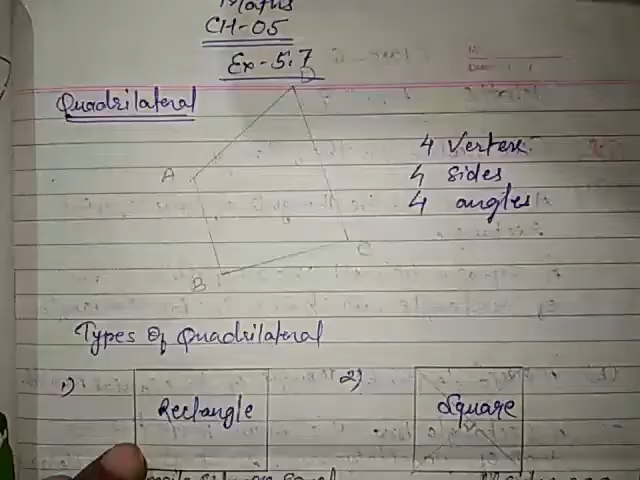 Maths
CH-05
Ex-5.7
Quadrilateral
D
A
B
C
4 Vertex
4 sides
4 angles
Types Of Quadrilateral
1)
Rectangle
2)
Square